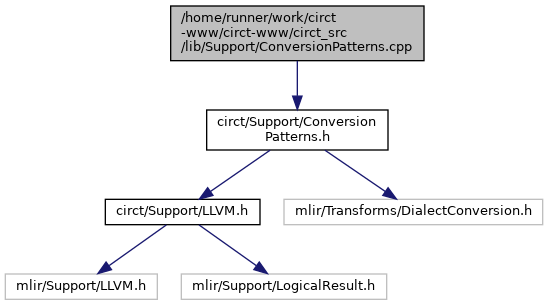 /home/runner/work/circt
-www/circt-www/circt_src
/lib/Support/ConversionPatterns.cpp
circt/Support/Conversion
Patterns.h
circt/Support/LLVM.h
mlir/Transforms/DialectConversion.h
mlir/Support/LLVM.h
mlir/Support/LogicalResult.h